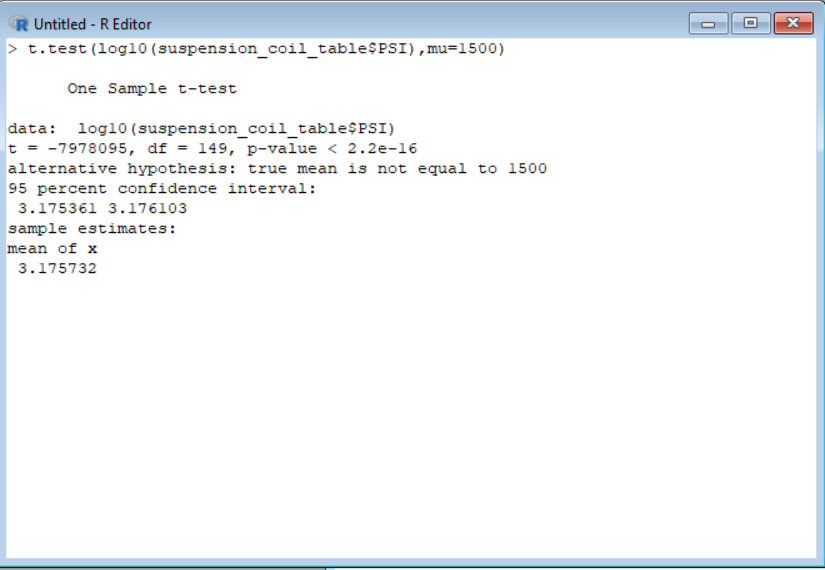 Untitled - R Editor
> t.test(log10(suspension_coil_table$PSI),mu=1500)
One Sample t-test
data:  log10(suspension_coil_table$PSI)
t = -7978095, df = 149, p-value < 2.2e-16
alternative hypothesis: true mean is not equal to 1500
95 percent confidence interval:
3.175361 3.176103
sample estimates:
mean of x
3.175732